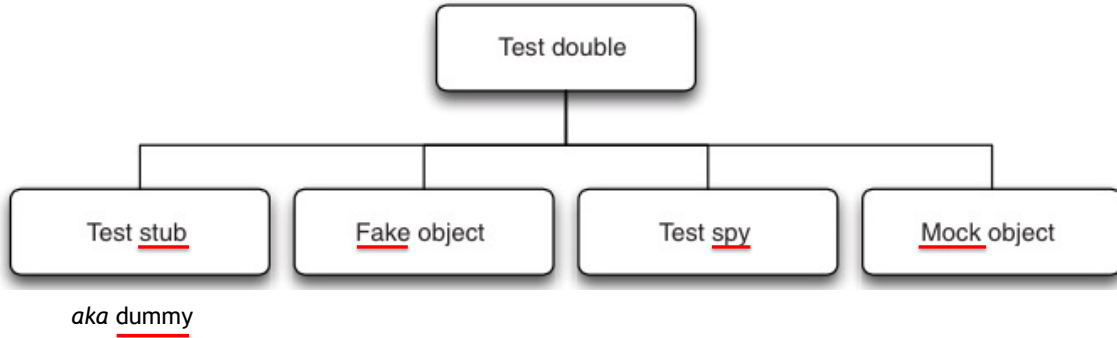 Test double
Test stub
Fake object
Test spy
Mock object
aka dummy